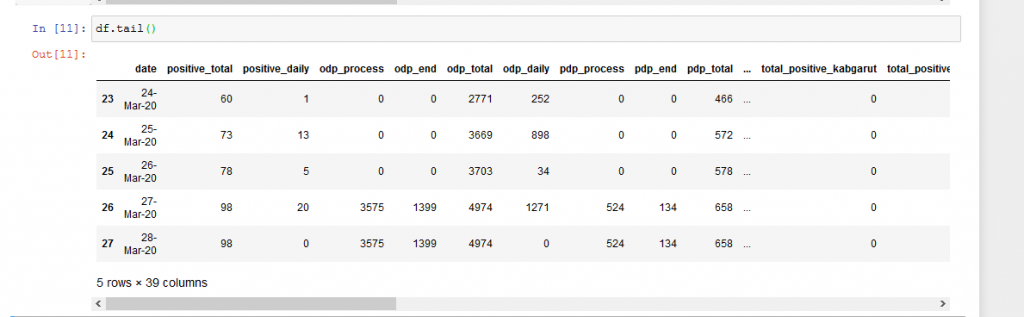 In [11]: df.tail()
Out[11]:
date positive_total positive_daily odp_process odp_end odp_total odp_daily pdp_process pdp_end pdp_total ... total_positive_kabgarut total_positive
23 24-Mar-20 60 1 0 0 2771 252 0 0 466 ... 0
24 25-Mar-20 73 13 0 0 3669 898 0 0 572 ... 0
25 26-Mar-20 78 5 0 0 3703 34 0 0 578 ... 0
26 27-Mar-20 98 20 3575 1399 4974 1271 524 134 658 ... 0
27 28-Mar-20 98 0 3575 1399 4974 0 524 134 658 ... 0
5 rows × 39 columns